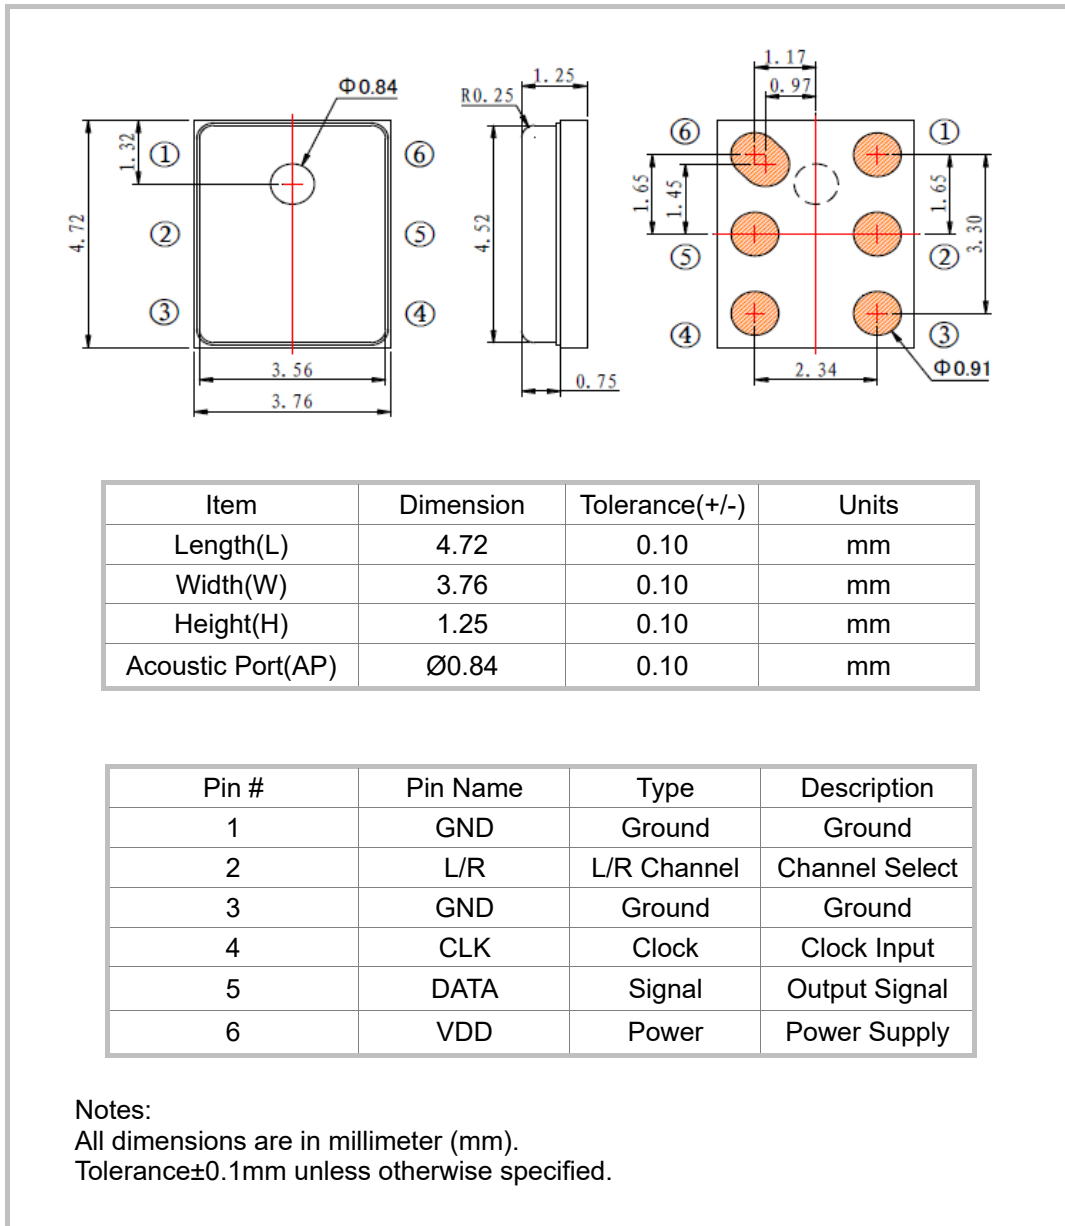 1.17
0.97
Φ0.84
1.25
R0.25
1.32
① ⑥
⑥ ①
4.72
② ⑤
4.52
1.65
1.45
1.65
3.30
⑤ ②
③ ④
④ ③
3.56
0.75
2.34
Φ0.91
3.76
Item Dimension Tolerance(+/-) Units
Length(L) 4.72 0.10 mm
Width(W) 3.76 0.10 mm
Height(H) 1.25 0.10 mm
Acoustic Port(AP) Ø0.84 0.10 mm
Pin # Pin Name Type Description
1 GND Ground Ground
2 L/R L/R Channel Channel Select
3 GND Ground Ground
4 CLK Clock Clock Input
5 DATA Signal Output Signal
6 VDD Power Power Supply
Notes:
All dimensions are in millimeter (mm).
Tolerance±0.1mm unless otherwise specified.